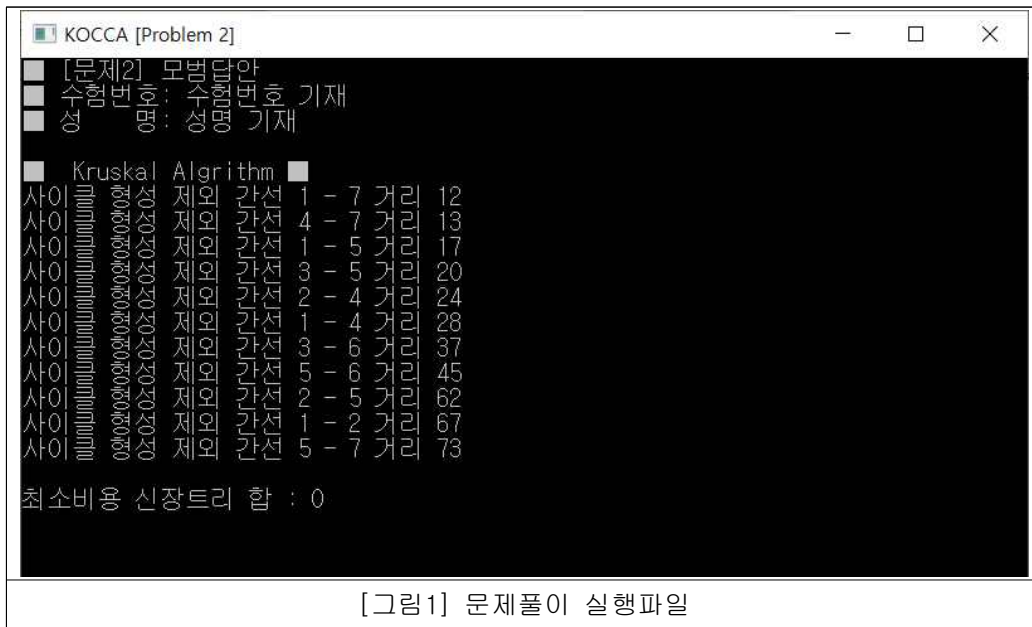 KOCCA [Problem 2]
■ [문제2] 모범답안
■ 수험번호: 수험번호 기재
■ 성 명: 성명 기재
■ Kruskal Algrithm ■
사이클 형성 제외 간선 1 - 7 거리 12
사이클 형성 제외 간선 4 - 7 거리 13
사이클 형성 제외 간선 1 - 5 거리 17
사이클 형성 제외 간선 3 - 5 거리 20
사이클 형성 제외 간선 2 - 4 거리 24
사이클 형성 제외 간선 1 - 4 거리 28
사이클 형성 제외 간선 3 - 6 거리 37
사이클 형성 제외 간선 5 - 6 거리 45
사이클 형성 제외 간선 2 - 5 거리 62
사이클 형성 제외 간선 1 - 2 거리 67
사이클 형성 제외 간선 5 - 7 거리 73
최소비용 신장트리 합 : 0
[그림1] 문제풀이 실행파일